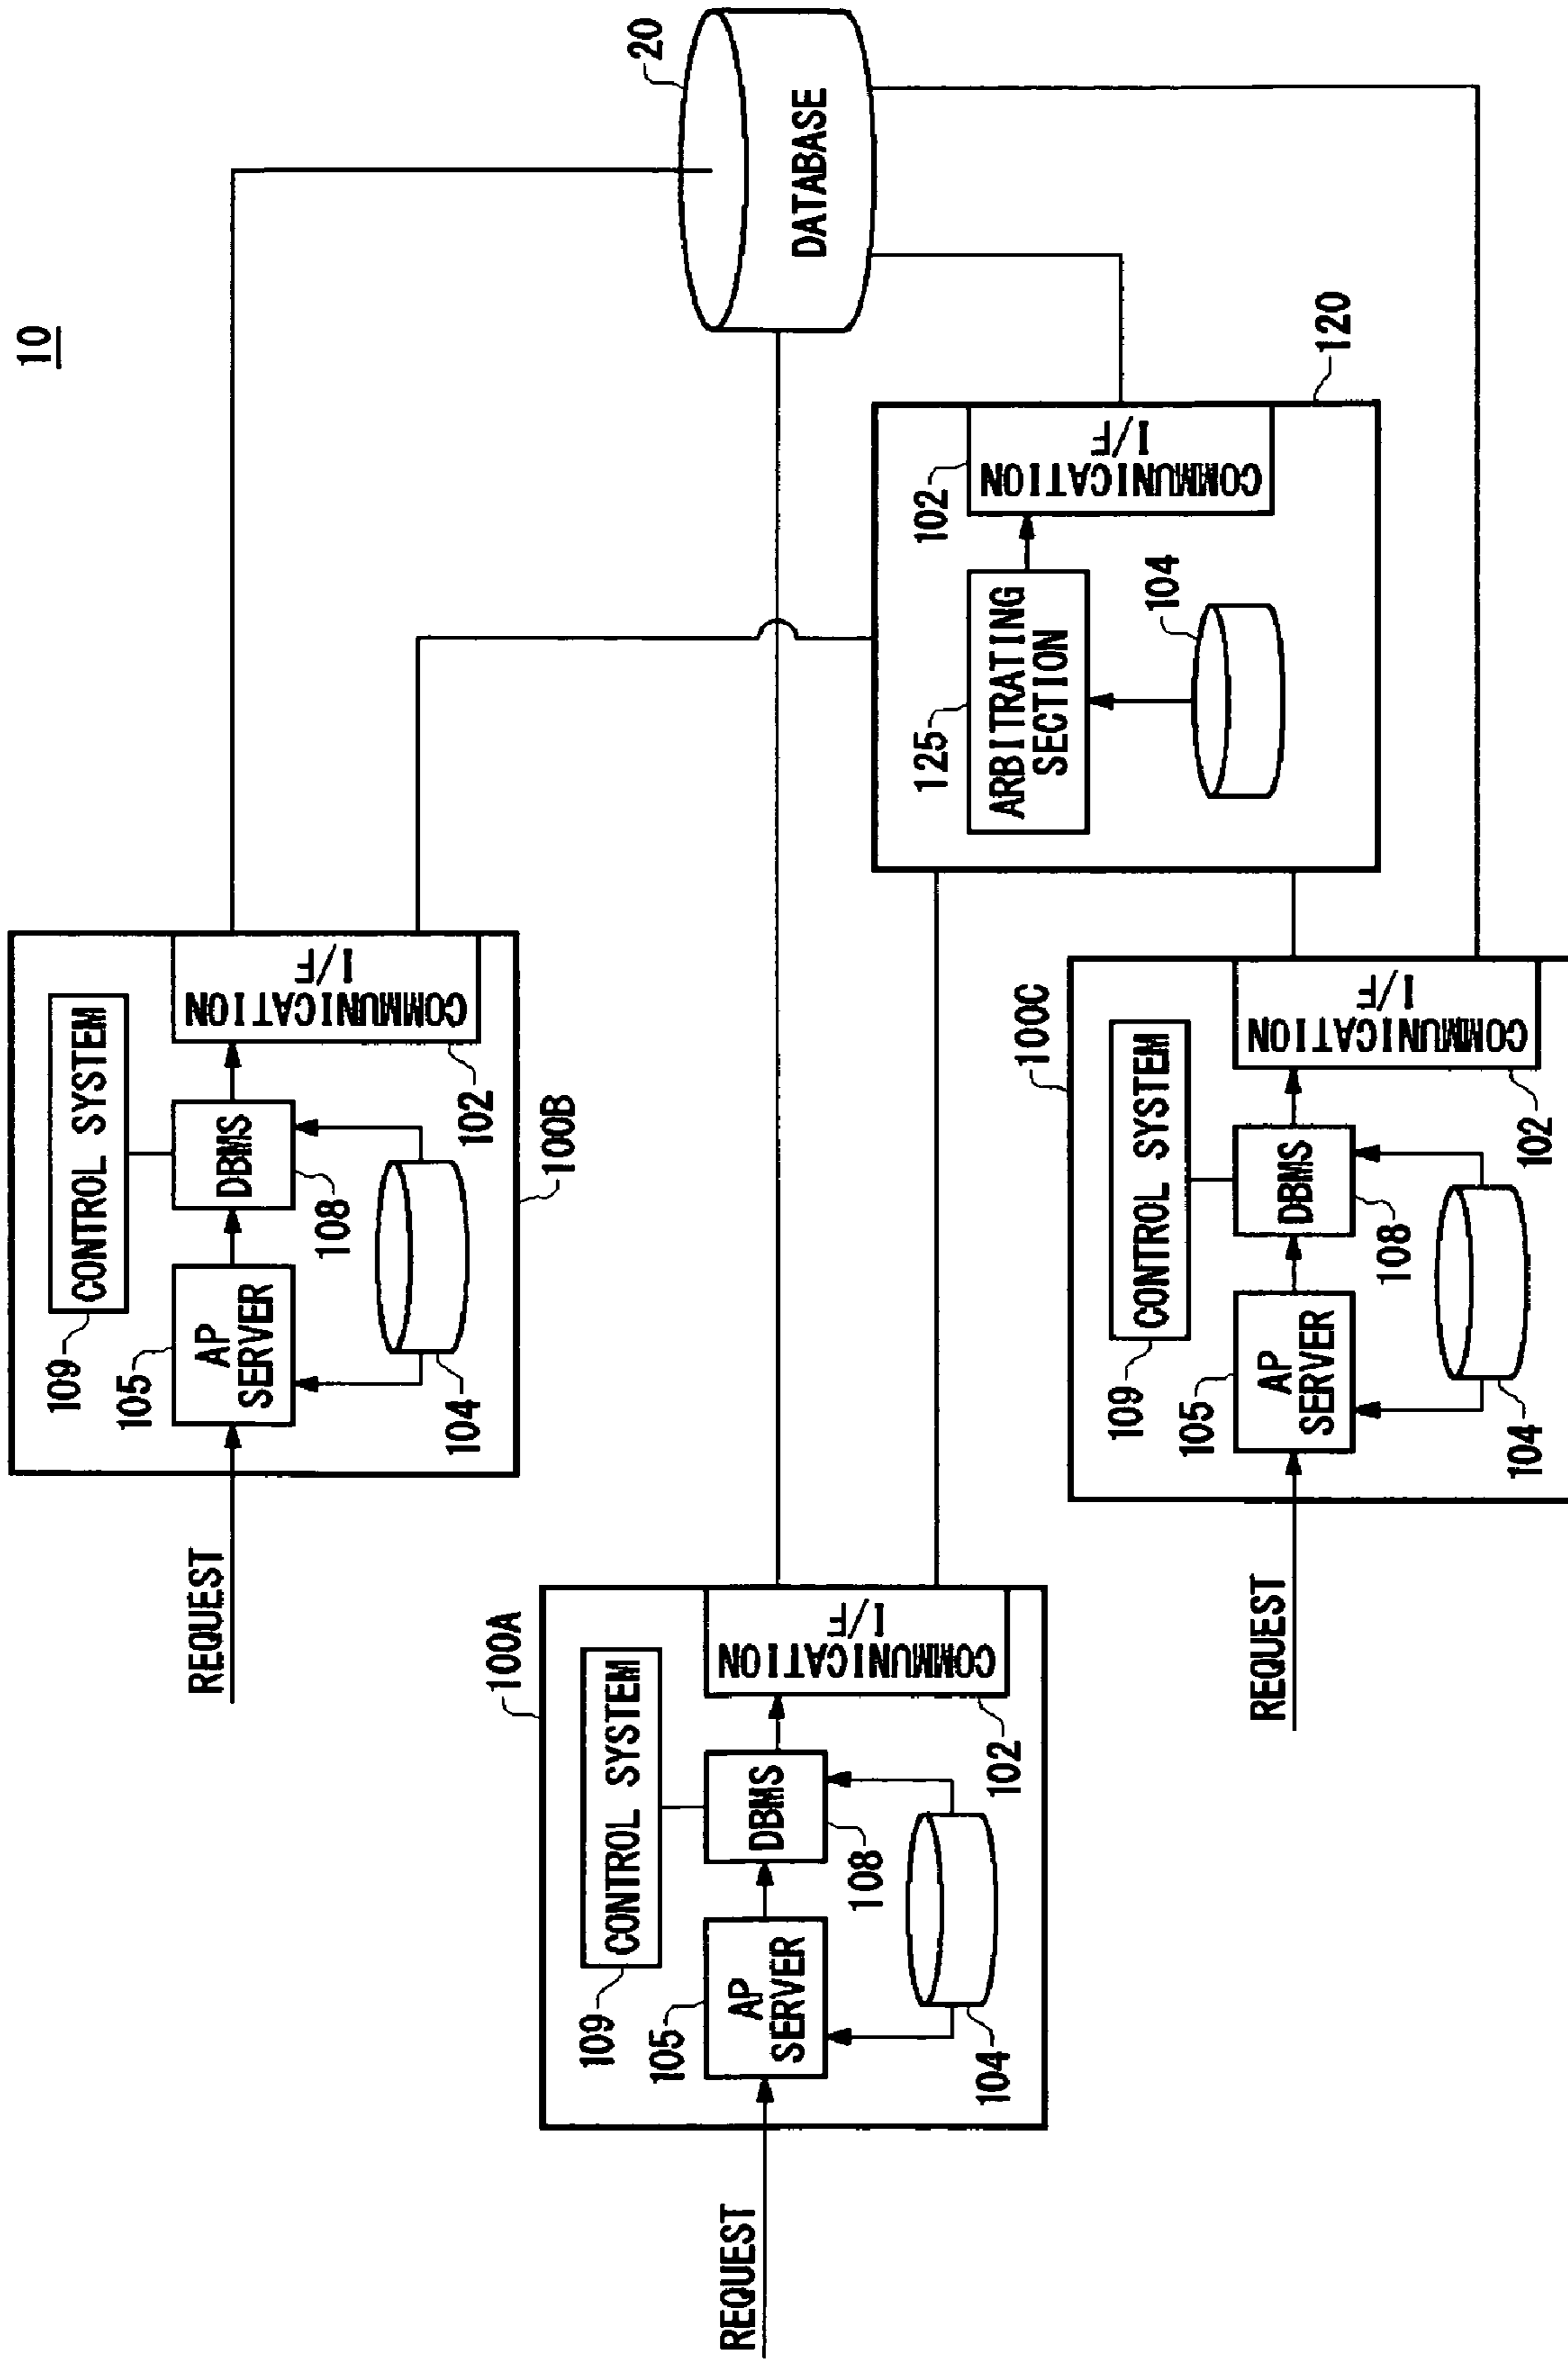 10
20
DATABASE
REQUEST
100B
109
CONTROL SYSTEM
105
AP
SERVER
DBMS
108
104
COMMUNICATION
I/F
102
REQUEST
100A
109
CONTROL SYSTEM
105
AP
SERVER
DBMS
108
104
COMMUNICATION
I/F
102
120
125
ARBITRATING
SECTION
104
102
COMMUNICATION
I/F
REQUEST
100C
109
CONTROL SYSTEM
105
AP
SERVER
DBMS
108
104
COMMUNICATION
I/F
102